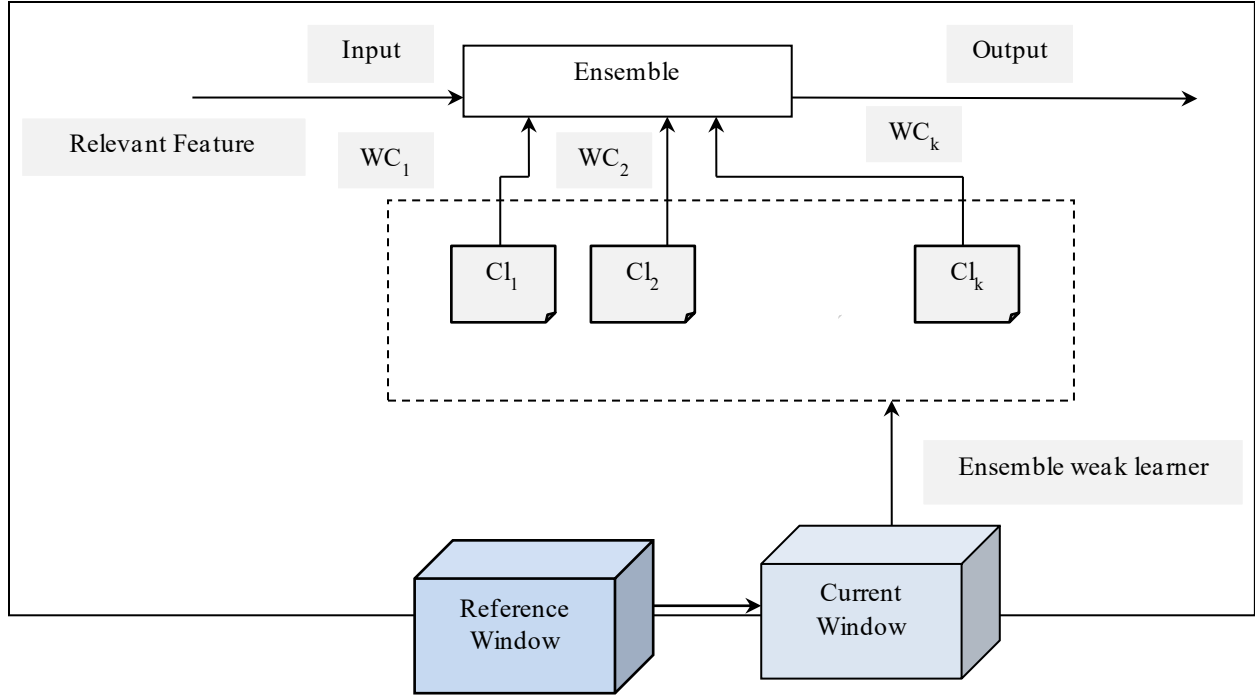 Input
Ensemble
Output
Relevant Feature
WC₁
WC₂
WCₖ
Cl₁
Cl₂
Clₖ
Ensemble weak learner
Reference
Window
Current
Window